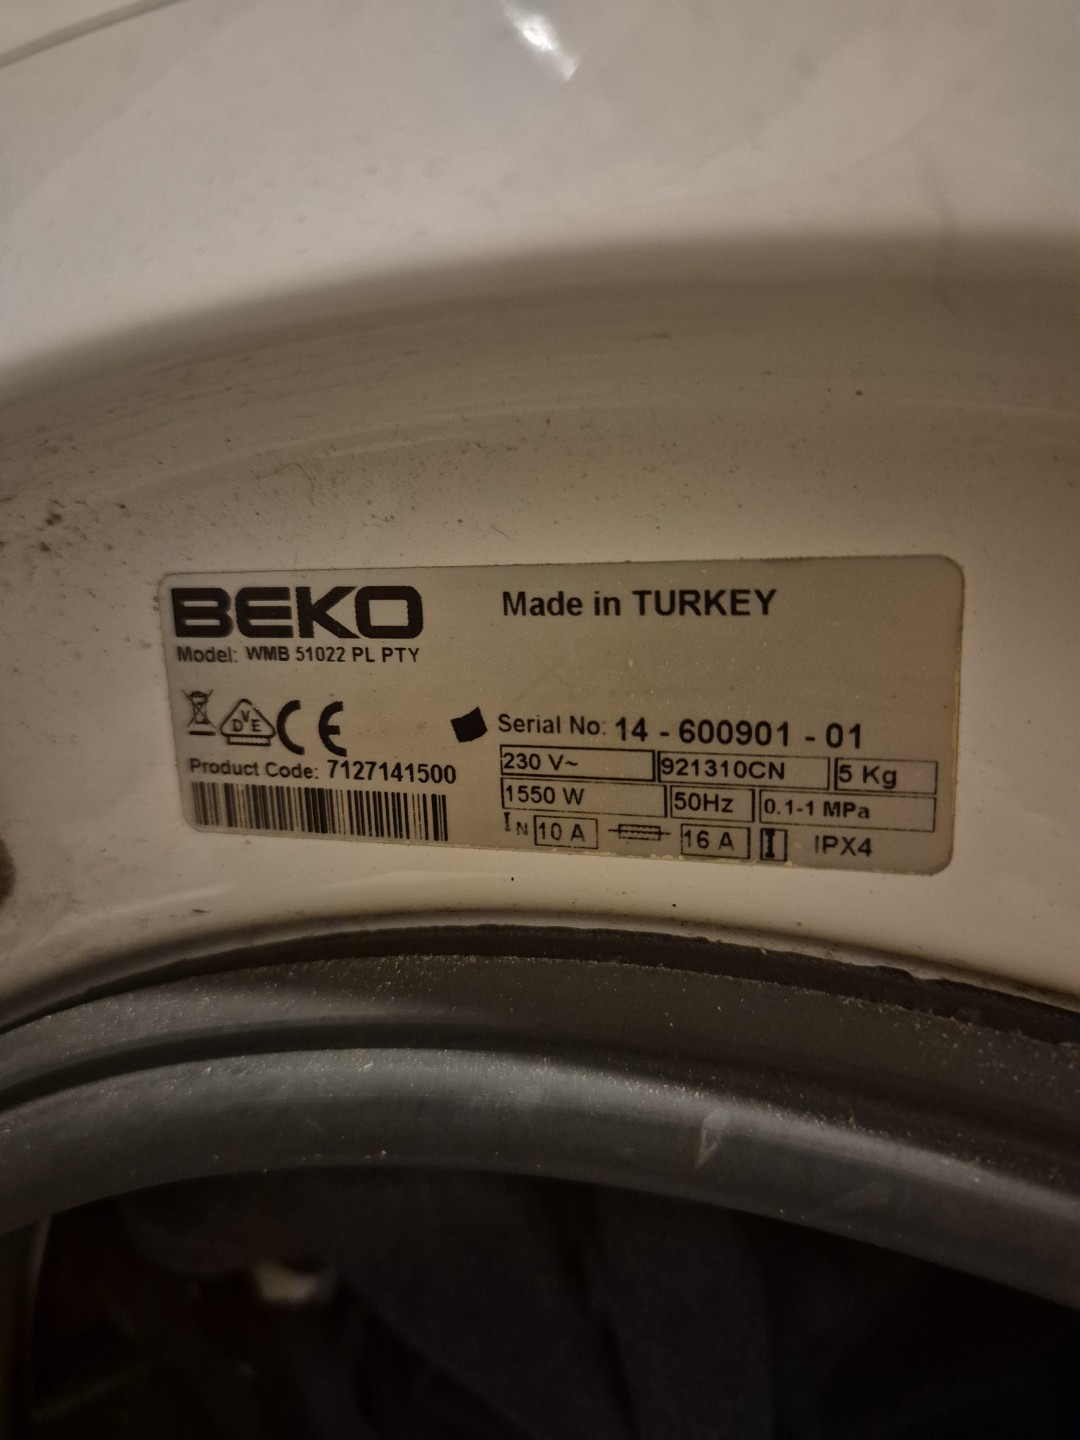 BEKO
Made in TURKEY
Model: WMB 51022 PL PTY
DVE CE
Serial No: 14 - 600901 - 01
Product Code: 7127141500
230 V~ 921310CN 5 Kg
1550 W 50Hz 0.1-1 MPa
IN 10 A 16 A I IPX4